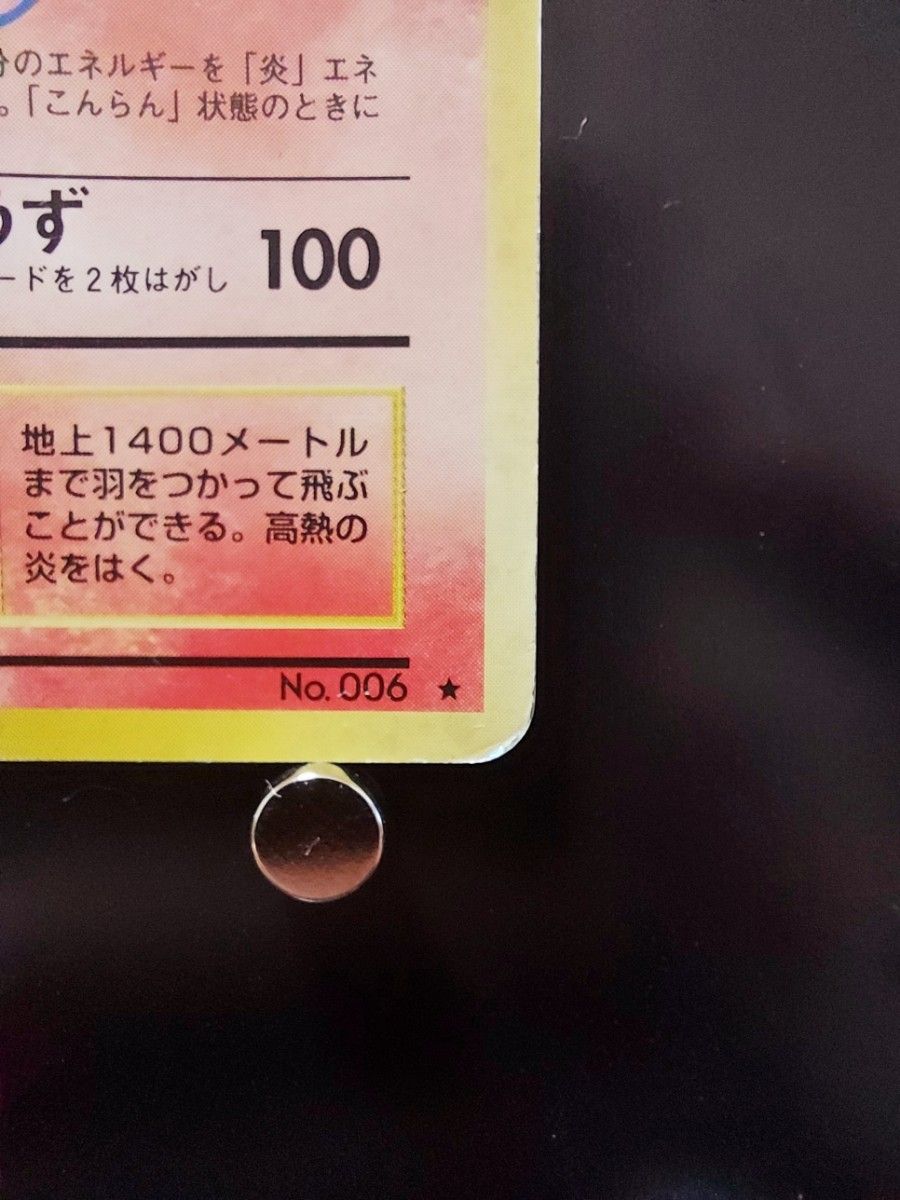 のエネルギーを「炎」エネ
。「こんらん」状態のときに
うず
100
ードを2枚はがし
地上1400メートル
まで羽をつかって飛ぶ
ことができる。高熱の
炎をはく。
No. 006 ★